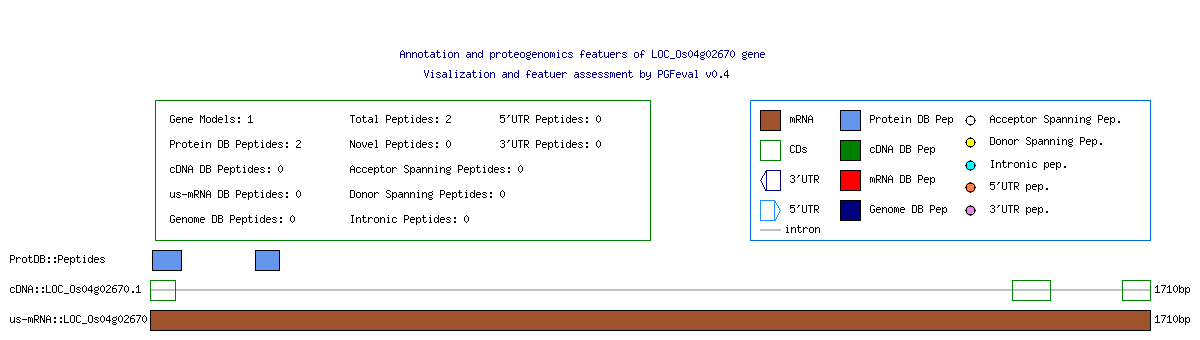 Annotation and proteogenomics featuers of LOC_Os04g02670 gene
Visalization and featuer assessment by PGFeval v0.4
Gene Models: 1 Total Peptides: 2 5'UTR Peptides: 0
Protein DB Peptides: 2 Novel Peptides: 0 3'UTR Peptides: 0
cDNA DB Peptides: 0 Acceptor Spanning Peptides: 0
us-mRNA DB Peptides: 0 Donor Spanning Peptides: 0
Genome DB Peptides: 0 Intronic Peptides: 0
mRNA Protein DB Pep Acceptor Spanning Pep.
CDs cDNA DB Pep Donor Spanning Pep.
3'UTR mRNA DB Pep Intronic pep.
5'UTR Genome DB Pep 5'UTR pep.
intron 3'UTR pep.
ProtDB::Peptides
cDNA::LOC_Os04g02670.1 1710bp
us-mRNA::LOC_Os04g02670 1710bp